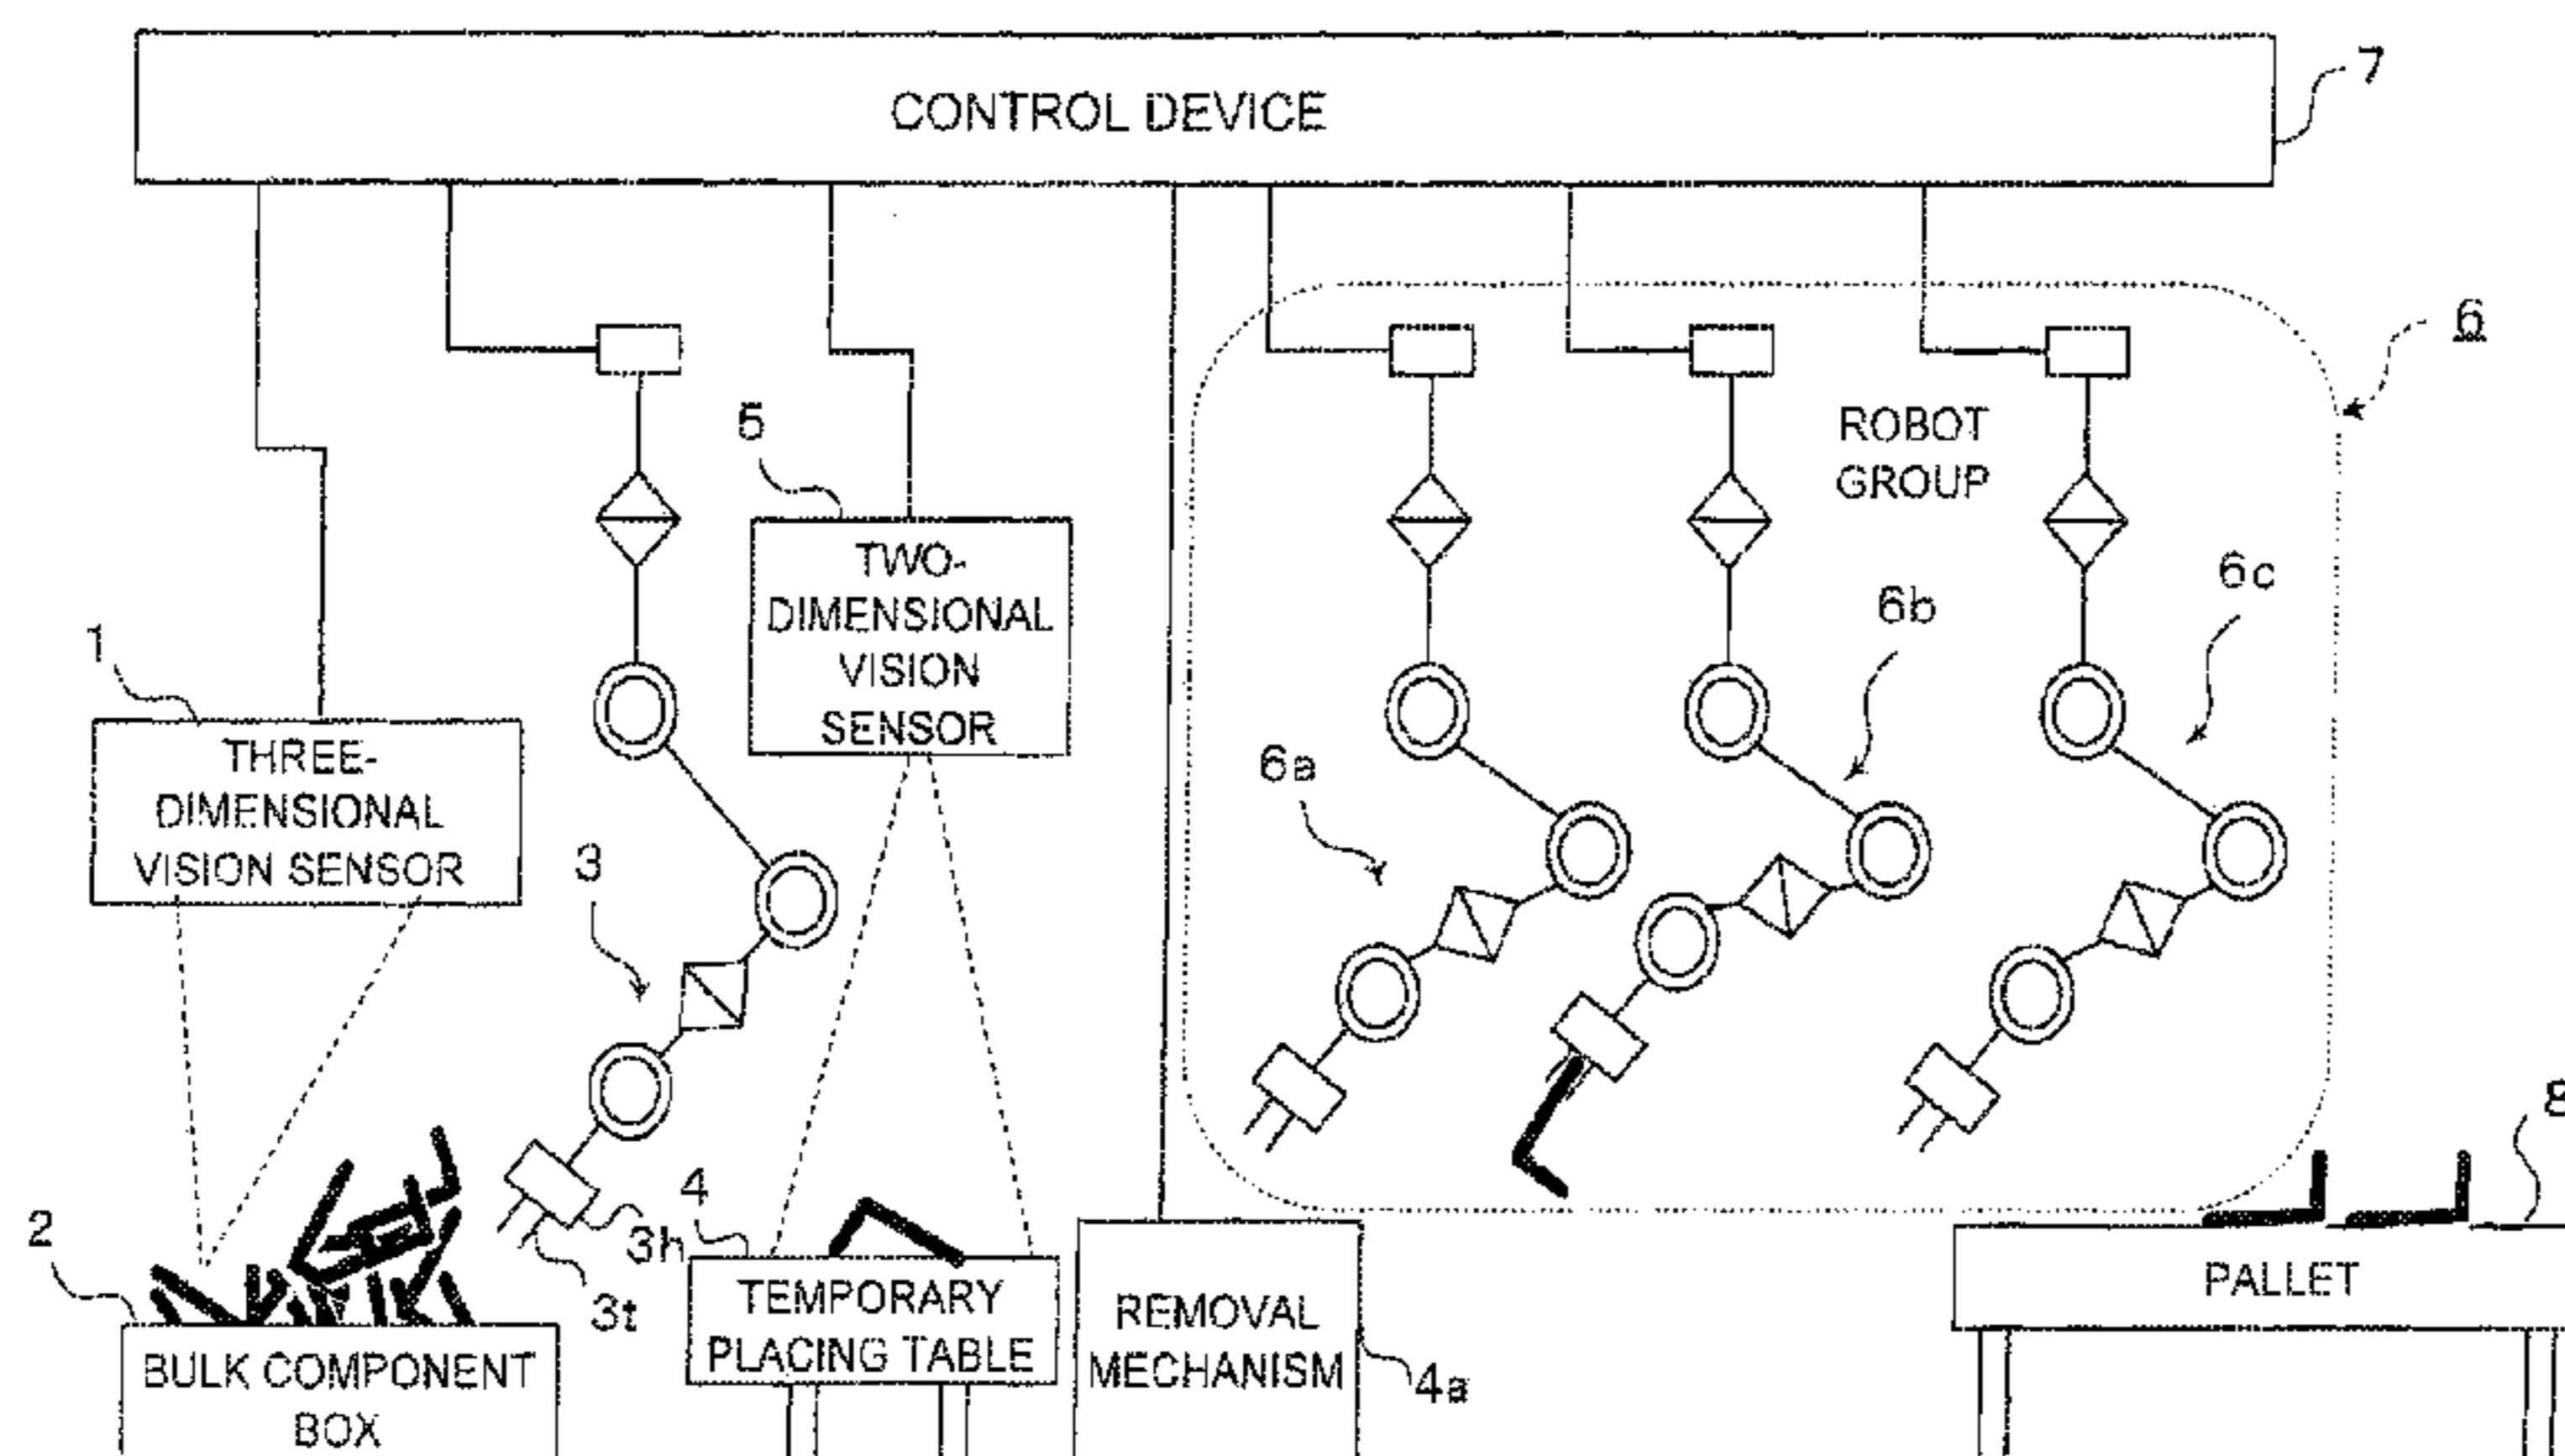 CONTROL DEVICE
7
6
ROBOT
GROUP
5
TWO-
DIMENSIONAL
VISION
SENSOR
6c
6b
1
THREE-
DIMENSIONAL
VISION SENSOR
6a
3
8
4
2
3h
3t
TEMPORARY
PLACING TABLE
REMOVAL
MECHANISM
4a
PALLET
BULK COMPONENT
BOX